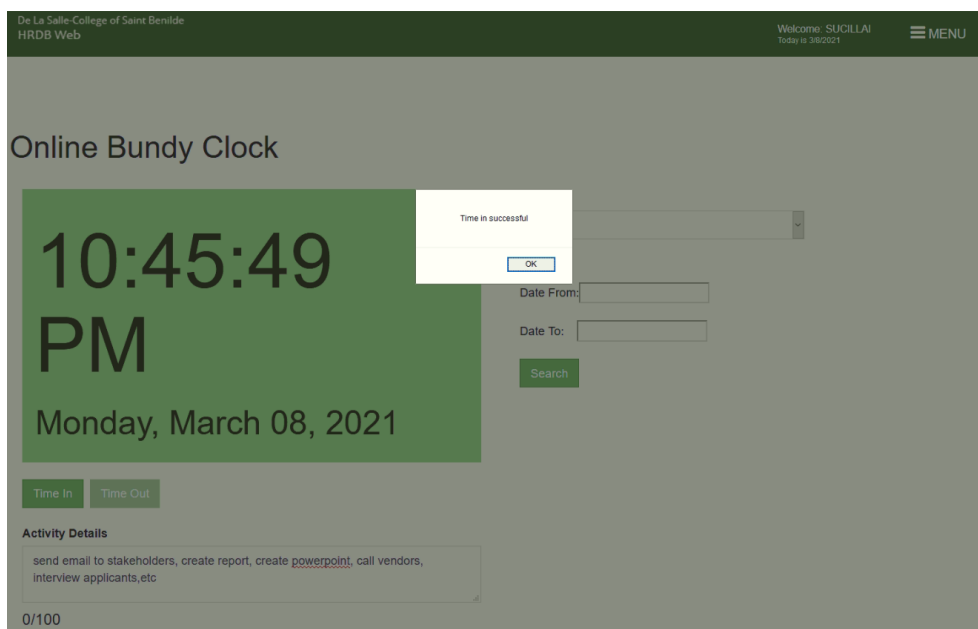 De La Salle-College of Saint Benilde
HRDB Web
Welcome: SUCILLAI
Today is 3/8/2021
MENU
Online Bundy Clock
10:45:49
PM
Monday, March 08, 2021
Time in successful
OK
Date From:
Date To:
Search
Time In
Time Out
Activity Details
send email to stakeholders, create report, create powerpoint, call vendors,
interview applicants,etc
0/100